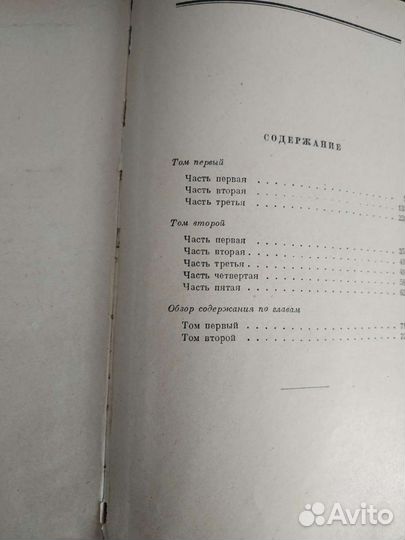 СОДЕРЖАНИЕ
Том первый
Часть первая . . . . . . . . . . . . . .
Часть вторая . . . . . . . . . . . . . .
Часть третья . . . . . . . . . . . . . .
Том второй
Часть первая . . . . . . . . . . . . . .
Часть вторая . . . . . . . . . . . . . .
Часть третья . . . . . . . . . . . . . .
Часть четвертая . . . . . . . . . . . .
Часть пятая . . . . . . . . . . . . . .
Обзор содержания по главам
Том первый . . . . . . . . . . . . . .
Том второй . . . . . . . . . . . . . .
Avito